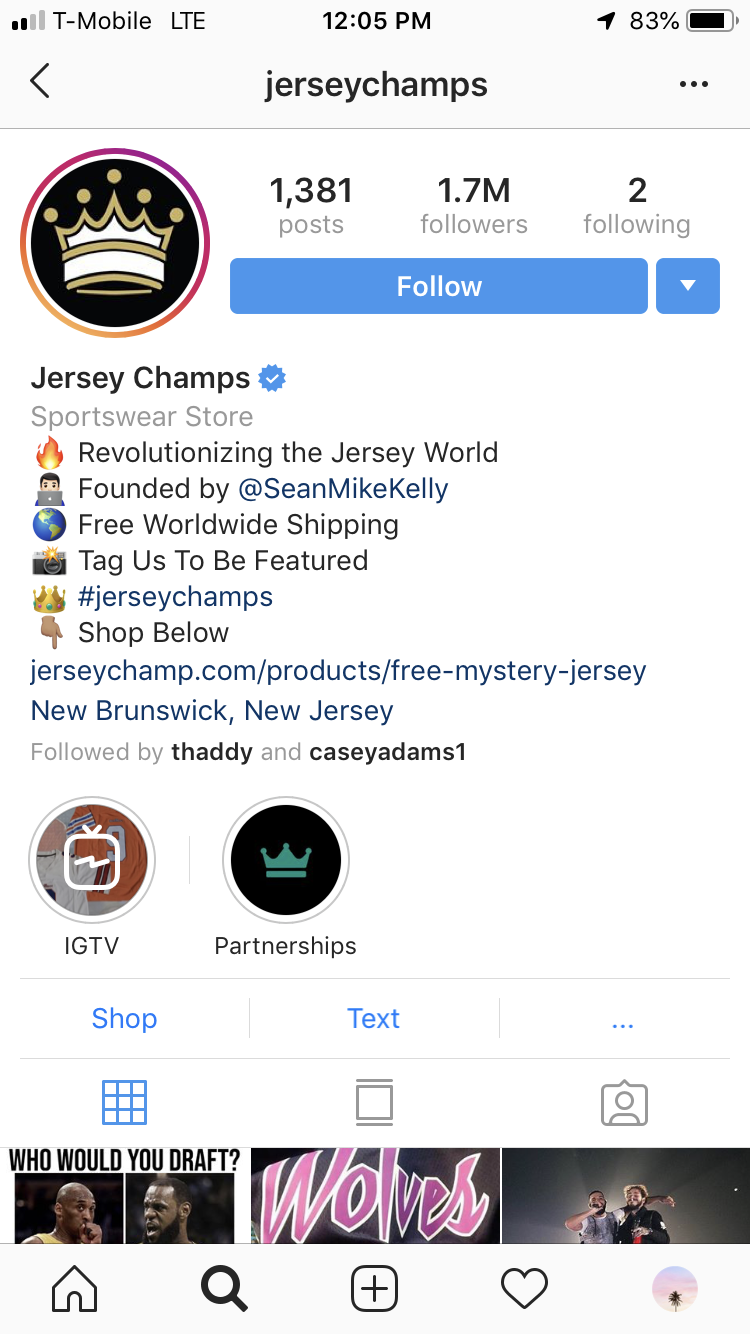 T-Mobile LTE 12:05 PM 83%
jerseychamps
1,381 1.7M 2
posts followers following
Follow
Jersey Champs
Sportswear Store
🔥 Revolutionizing the Jersey World
👨🏻‍💻 Founded by @SeanMikeKelly
🌎 Free Worldwide Shipping
📸 Tag Us To Be Featured
👑 #jerseychamps
👇🏽 Shop Below
jerseychamp.com/products/free-mystery-jersey
New Brunswick, New Jersey
Followed by thaddy and caseyadams1
IGTV Partnerships
Shop Text ...
WHO WOULD YOU DRAFT?
Wolves